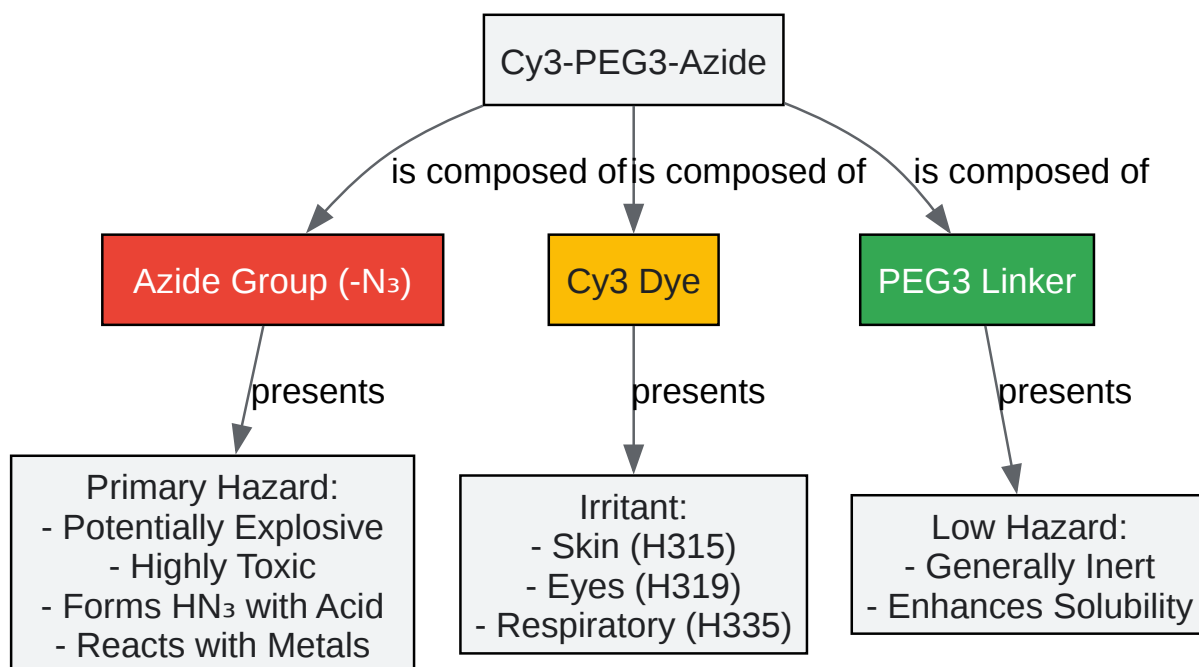 Cy3-PEG3-Azide
is composed of
is composed of
is composed of
Azide Group (-N₃)
Cy3 Dye
PEG3 Linker
presents
presents
presents
Primary Hazard:
- Potentially Explosive
- Highly Toxic
- Forms HN₃ with Acid
- Reacts with Metals
Irritant:
- Skin (H315)
- Eyes (H319)
- Respiratory (H335)
Low Hazard:
- Generally Inert
- Enhances Solubility